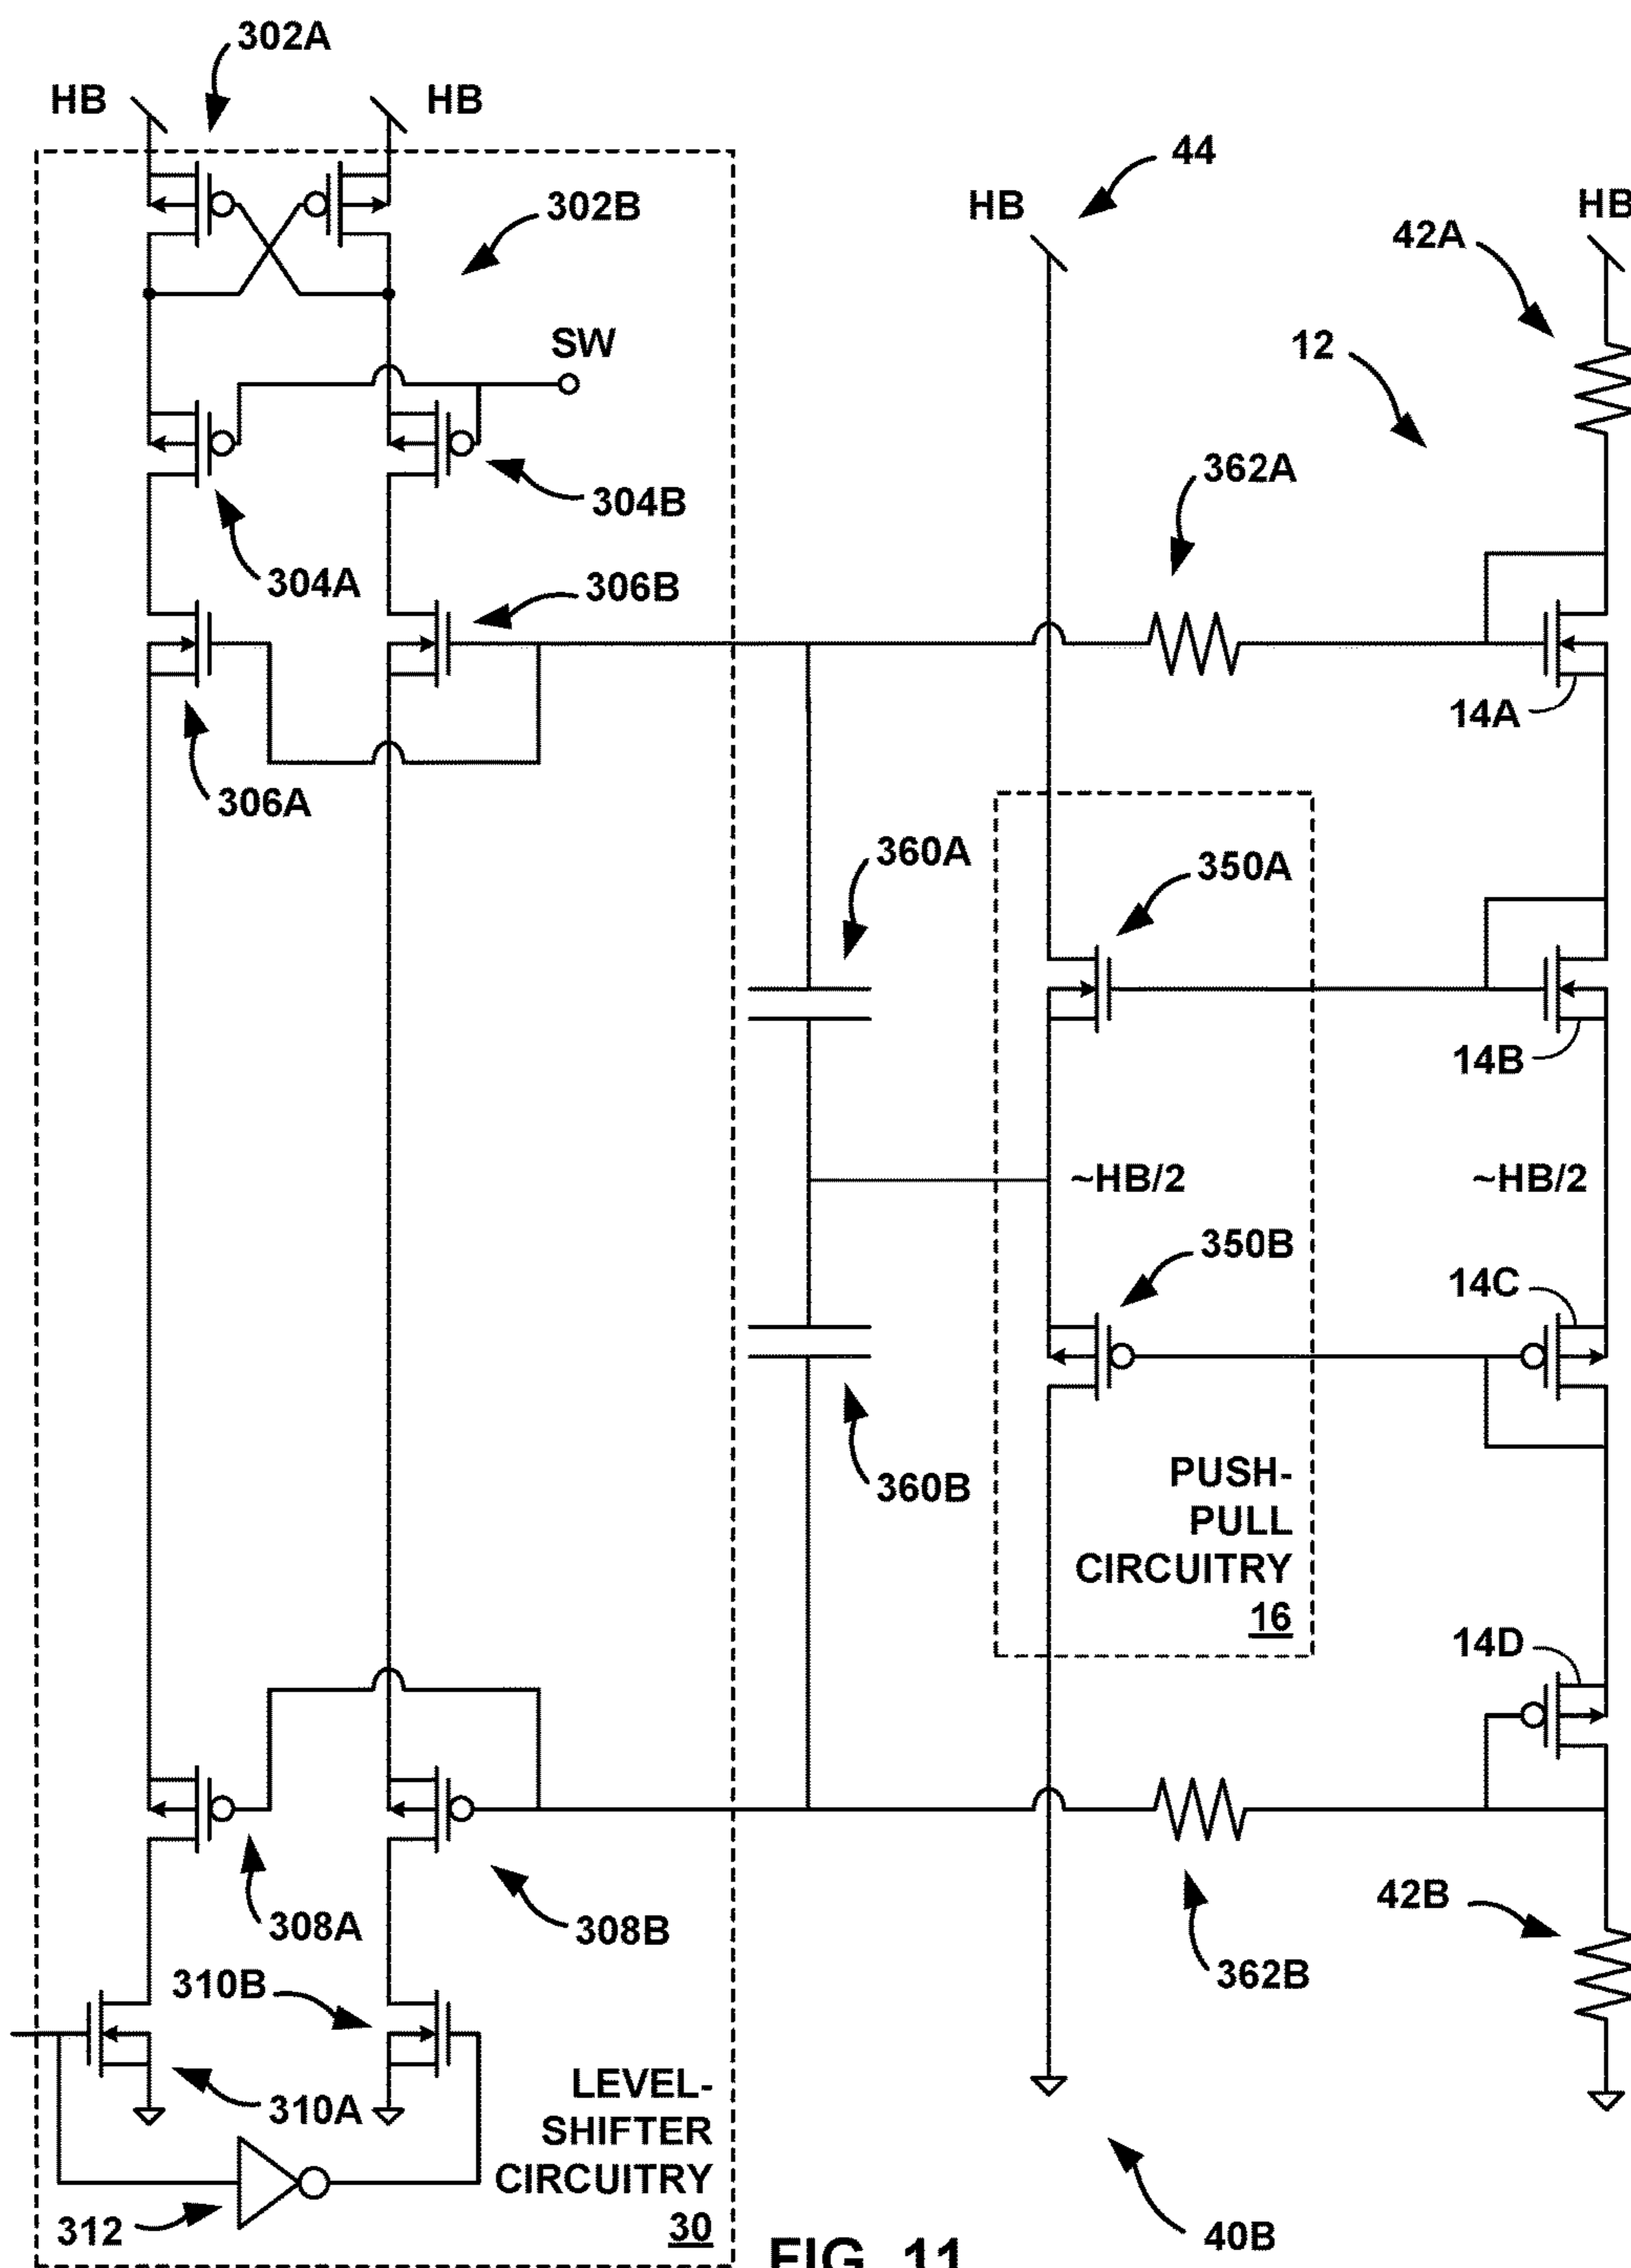 302A
HB
HB
44
302B
HB
HB
42A
SW
12
362A
304B
304A
306B
14A
306A
360A
350A
14B
~HB/2
~HB/2
350B
14C
360B
PUSH-
PULL
CIRCUITRY
16
14D
308A
308B
42B
310B
362B
310A
LEVEL-
SHIFTER
CIRCUITRY
30
312
40B
FIG. 11